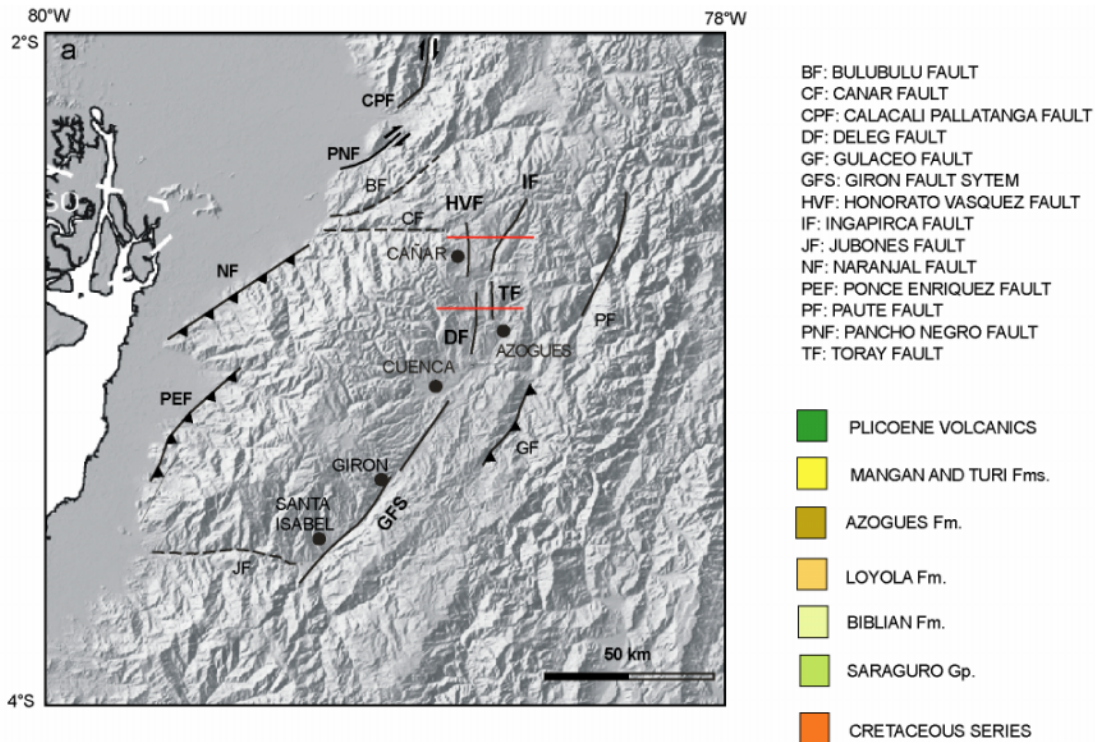 80°W
78°W
2°S
a
CPF
PNF
BF
HVF
IF
CF
CAÑAR
NF
TF
PF
DF
AZOGUES
CUENCA
PEF
GF
GIRON
SANTA
ISABEL
GFS
JF
50 km
4°S
BF: BULUBULU FAULT
CF: CANAR FAULT
CPF: CALACALI PALLATANGA FAULT
DF: DELEG FAULT
GF: GULACEO FAULT
GFS: GIRON FAULT SYTEM
HVF: HONORATO VASQUEZ FAULT
IF: INGAPIRCA FAULT
JF: JUBONES FAULT
NF: NARANJAL FAULT
PEF: PONCE ENRIQUEZ FAULT
PF: PAUTE FAULT
PNF: PANCHO NEGRO FAULT
TF: TORAY FAULT
PLICOENE VOLCANICS
MANGAN AND TURI Fms.
AZOGUES Fm.
LOYOLA Fm.
BIBLIAN Fm.
SARAGURO Gp.
CRETACEOUS SERIES